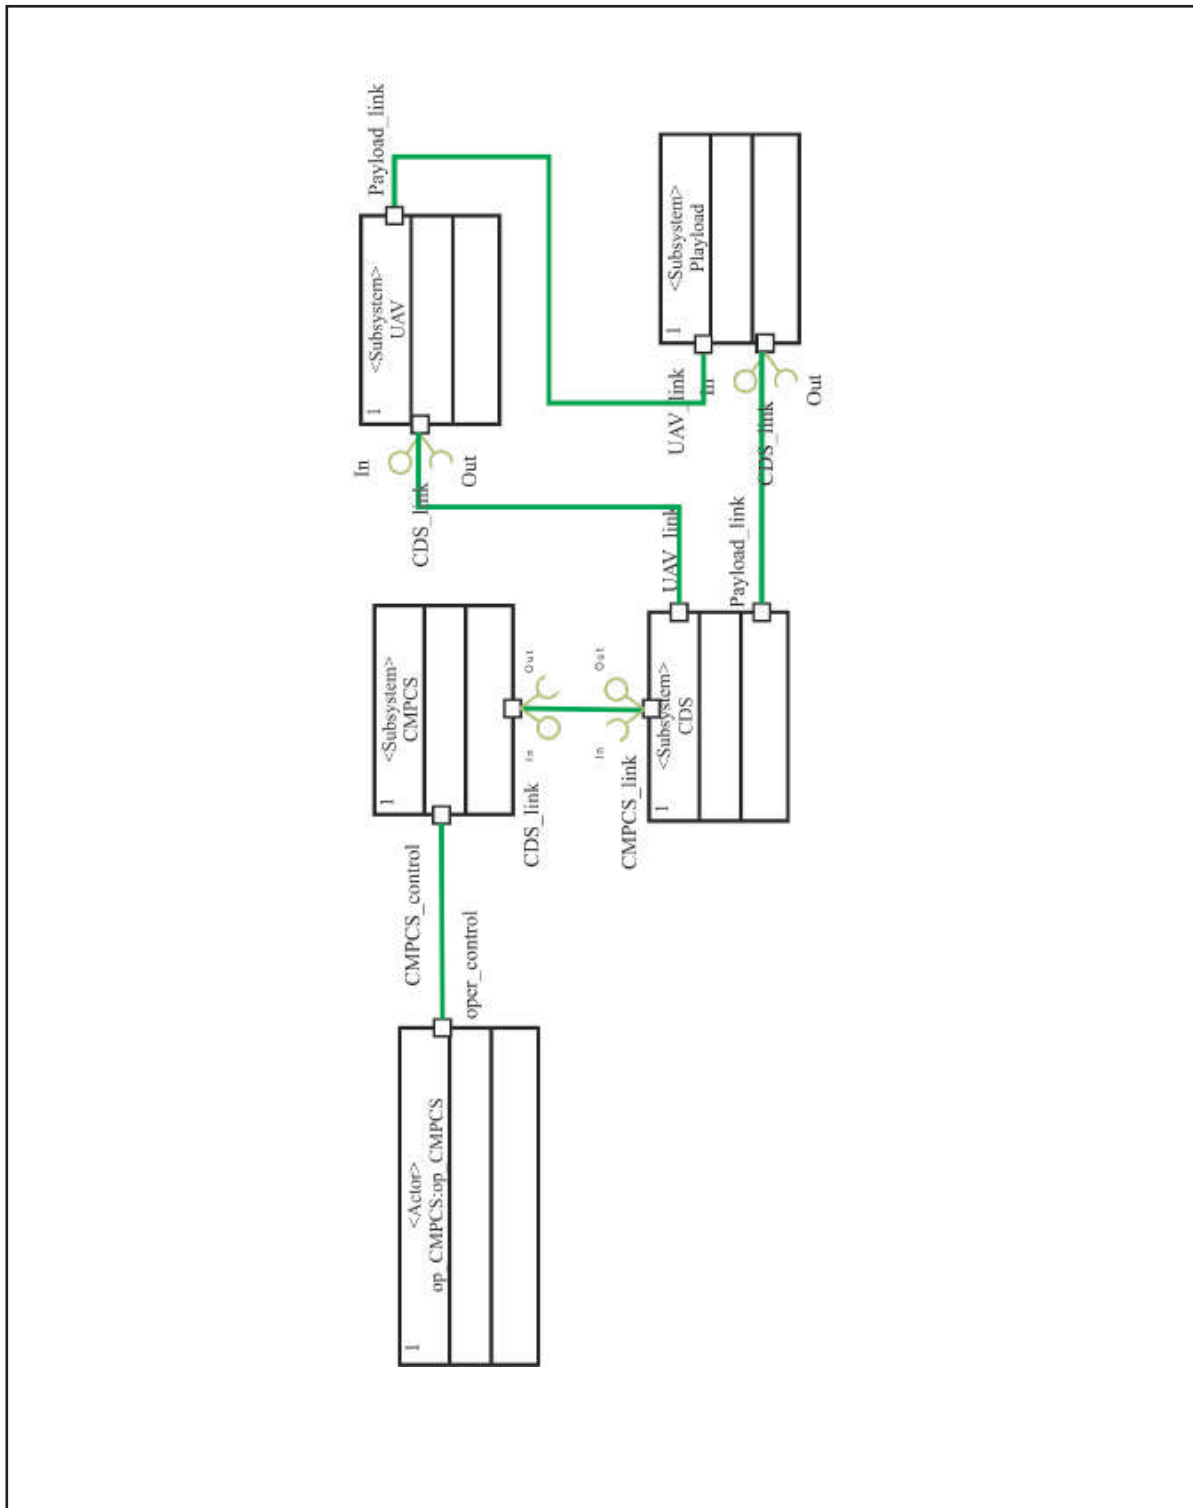 1
<Actor>
op_CMPCS:op_CMPCS
oper_control
CMPCS_control
1
<Subsystem>
CMPCS
CDS_link
In
Out
CMPCS_link
In
Out
1
<Subsystem>
CDS
UAV_link
Payload_link
CDS_link
In
Out
1
<Subsystem>
UAV
Payload_link
UAV_link
In
CDS_link
Out
1
<Subsystem>
Playload